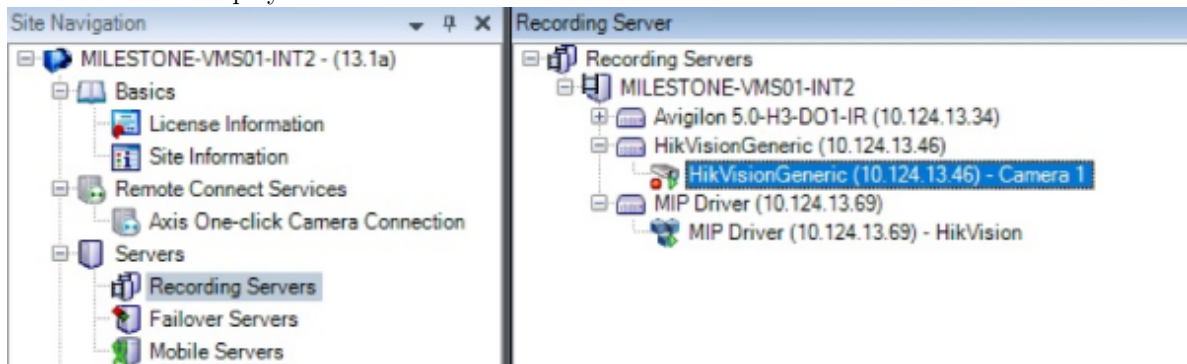 Site Navigation
MILESTONE-VMS01-INT2 - (13.1a)
Basics
License Information
Site Information
Remote Connect Services
Axis One-click Camera Connection
Servers
Recording Servers
Failover Servers
Mobile Servers
Recording Server
Recording Servers
MILESTONE-VMS01-INT2
Avigilon 5.0-H3-DO1-IR (10.124.13.34)
HikVisionGeneric (10.124.13.46)
HikVisionGeneric (10.124.13.46) - Camera 1
MIP Driver (10.124.13.69)
MIP Driver (10.124.13.69) - HikVision